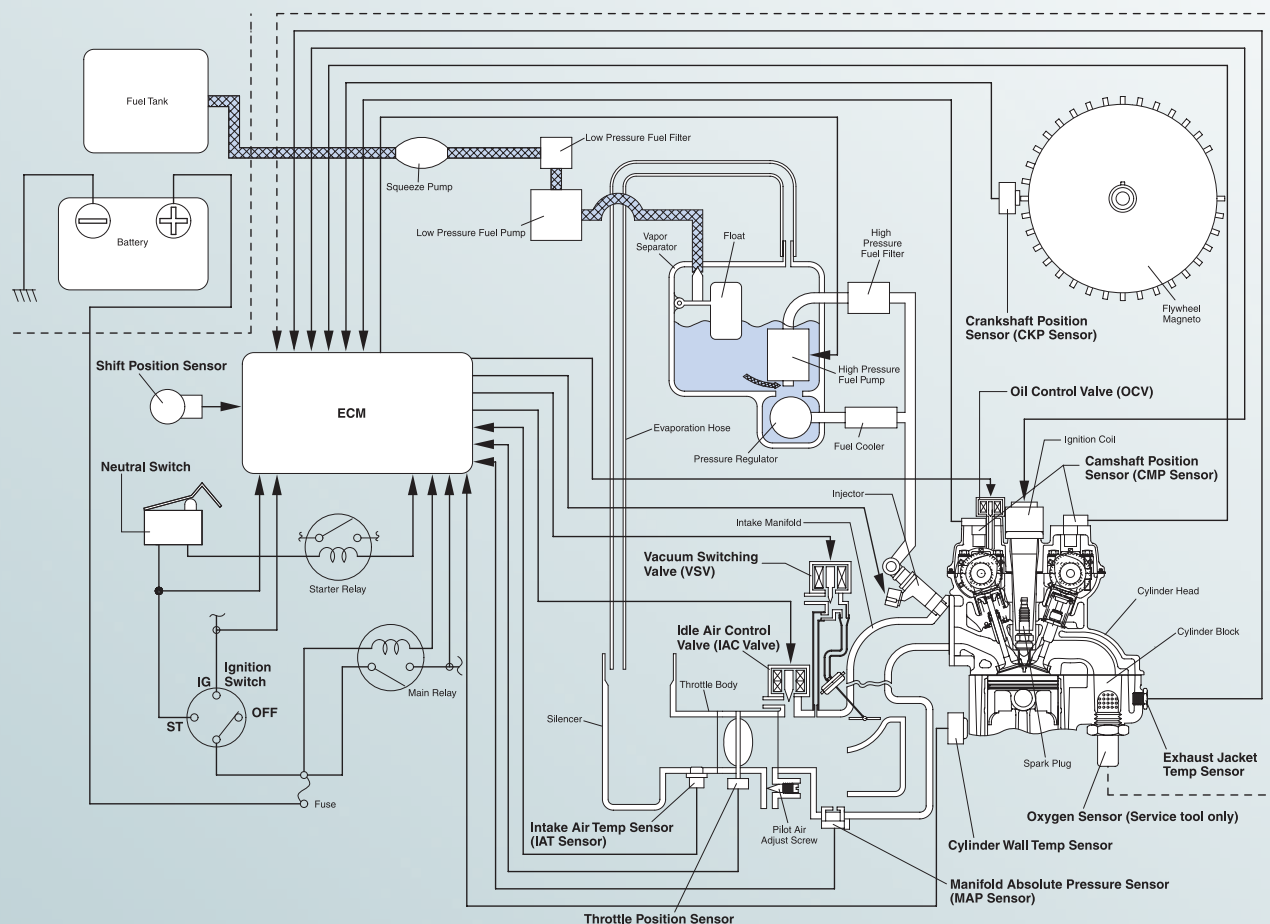 Fuel Tank
Low Pressure Fuel Filter
Squeeze Pump
Battery
Low Pressure Fuel Pump
Vapor
Separator
Float
High
Pressure
Fuel Filter
Flywheel
Magneto
Crankshaft Position
Sensor (CKP Sensor)
Shift Position Sensor
ECM
High Pressure
Fuel Pump
Oil Control Valve (OCV)
Evaporation Hose
Fuel Cooler
Pressure Regulator
Ignition Coil
Camshaft Position
Sensor (CMP Sensor)
Neutral Switch
Injector
Intake Manifold
Vacuum Switching
Valve (VSV)
Starter Relay
Cylinder Head
Idle Air Control
Valve (IAC Valve)
Cylinder Block
Ignition
Switch
IG
OFF
ST
Main Relay
Throttle Body
Silencer
Spark Plug
Exhaust Jacket
Temp Sensor
Fuse
Intake Air Temp Sensor
(IAT Sensor)
Pilot Air
Adjust Screw
Oxygen Sensor (Service tool only)
Cylinder Wall Temp Sensor
Manifold Absolute Pressure Sensor
(MAP Sensor)
Throttle Position Sensor